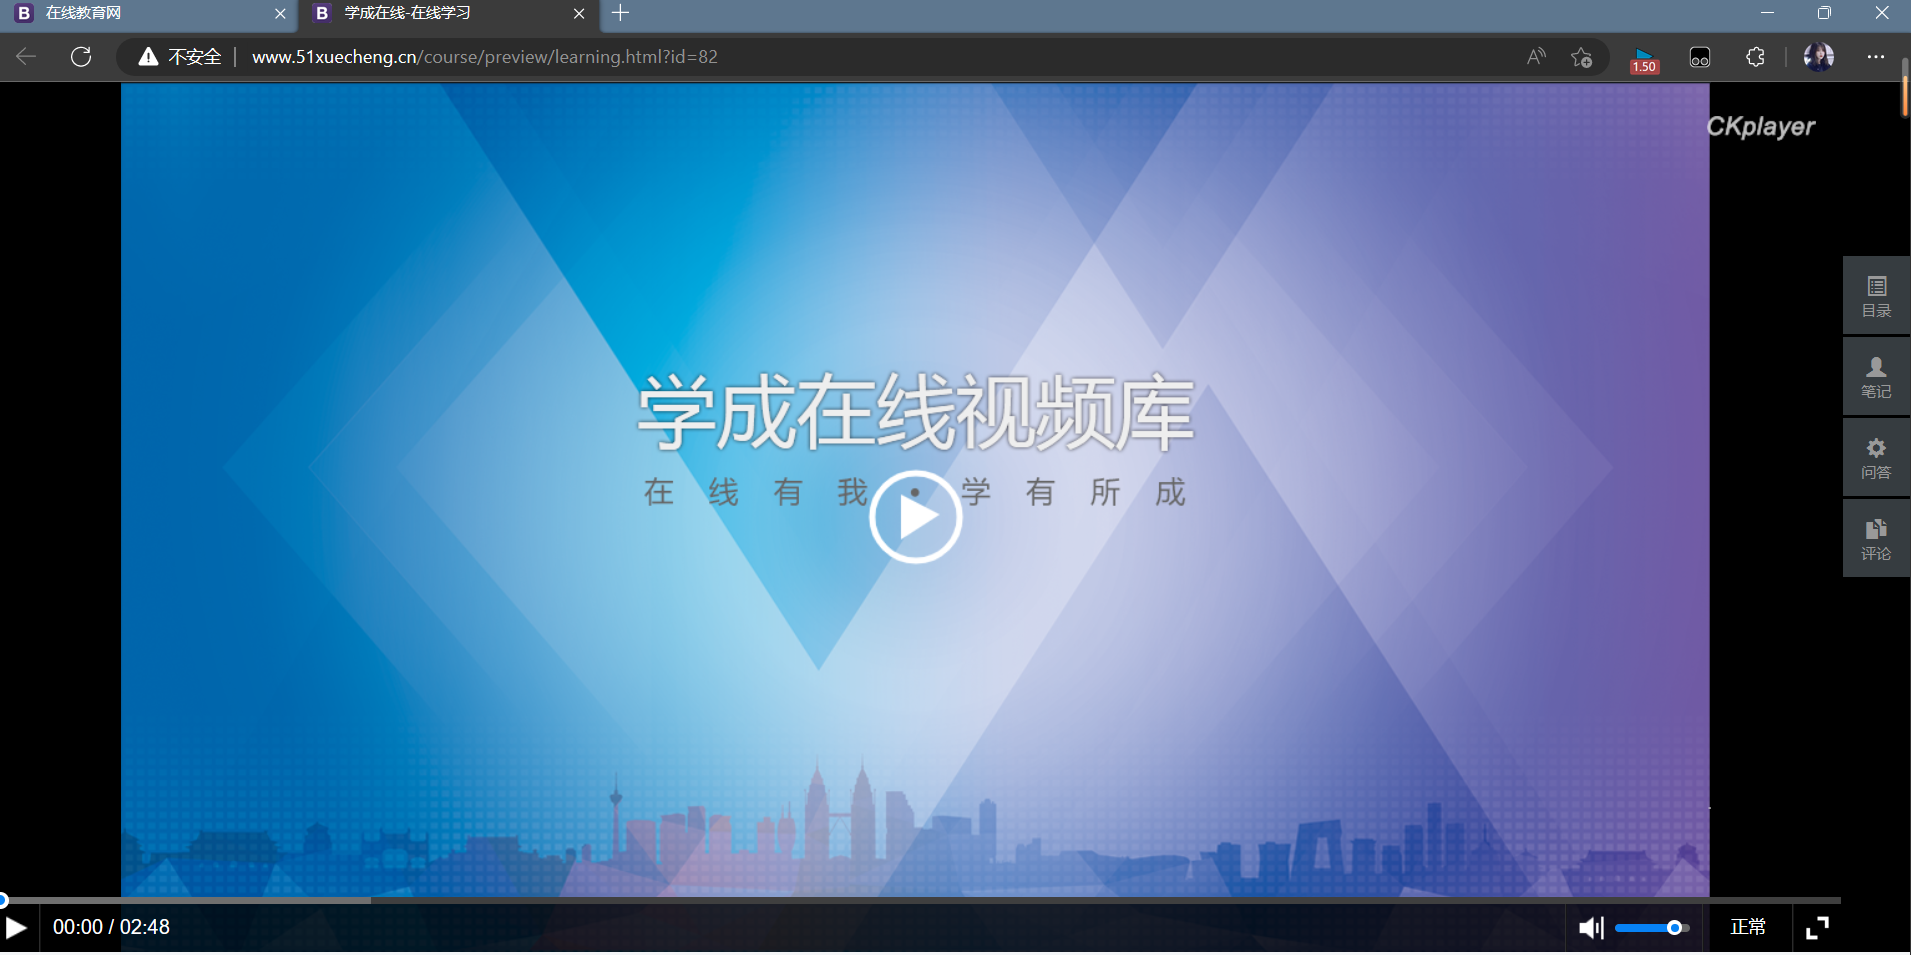 在线教育网
学成在线-在线学习
不安全
www.51xuecheng.cn/course/preview/learning.html?id=82
1.50
CKplayer
目录
笔记
问答
评论
学成在线视频库
在线有我·学有所成
00:00 / 02:48
正常